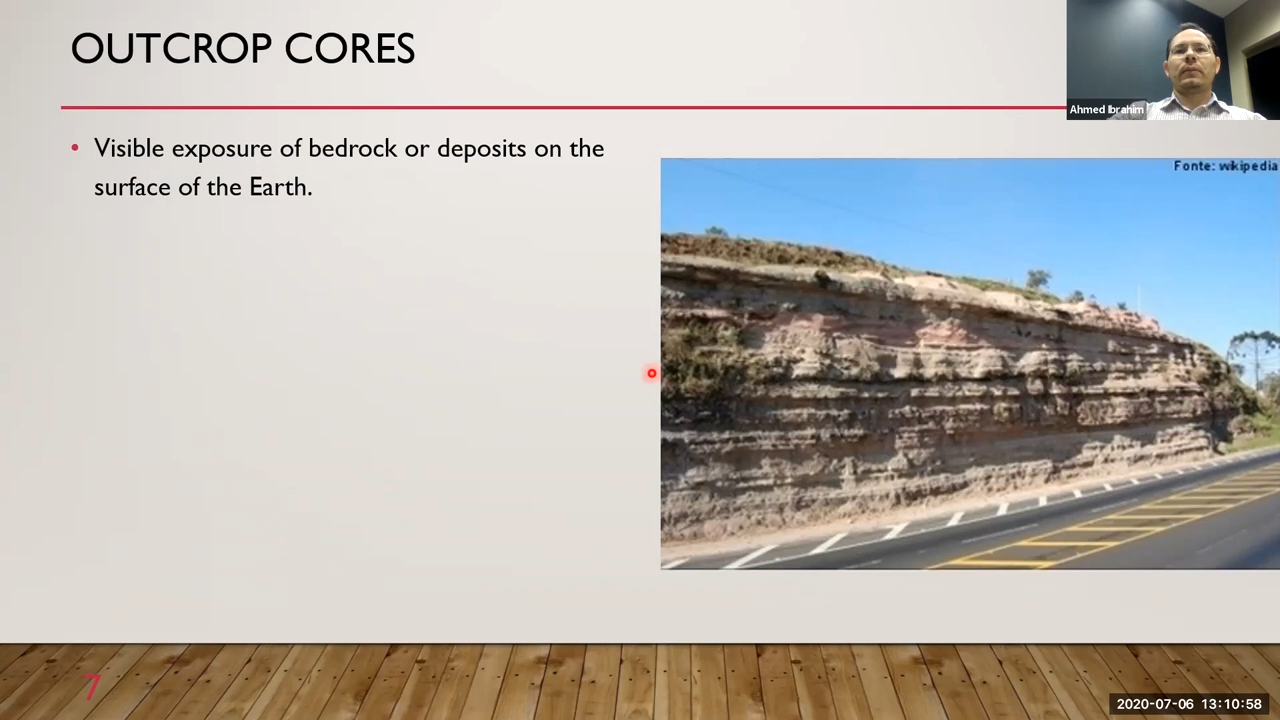 OUTCROP CORES
Ahmed Ibrahim
• Visible exposure of bedrock or deposits on the
surface of the Earth.
Fonte: wikipedia
7
2020-07-06 13:10:58